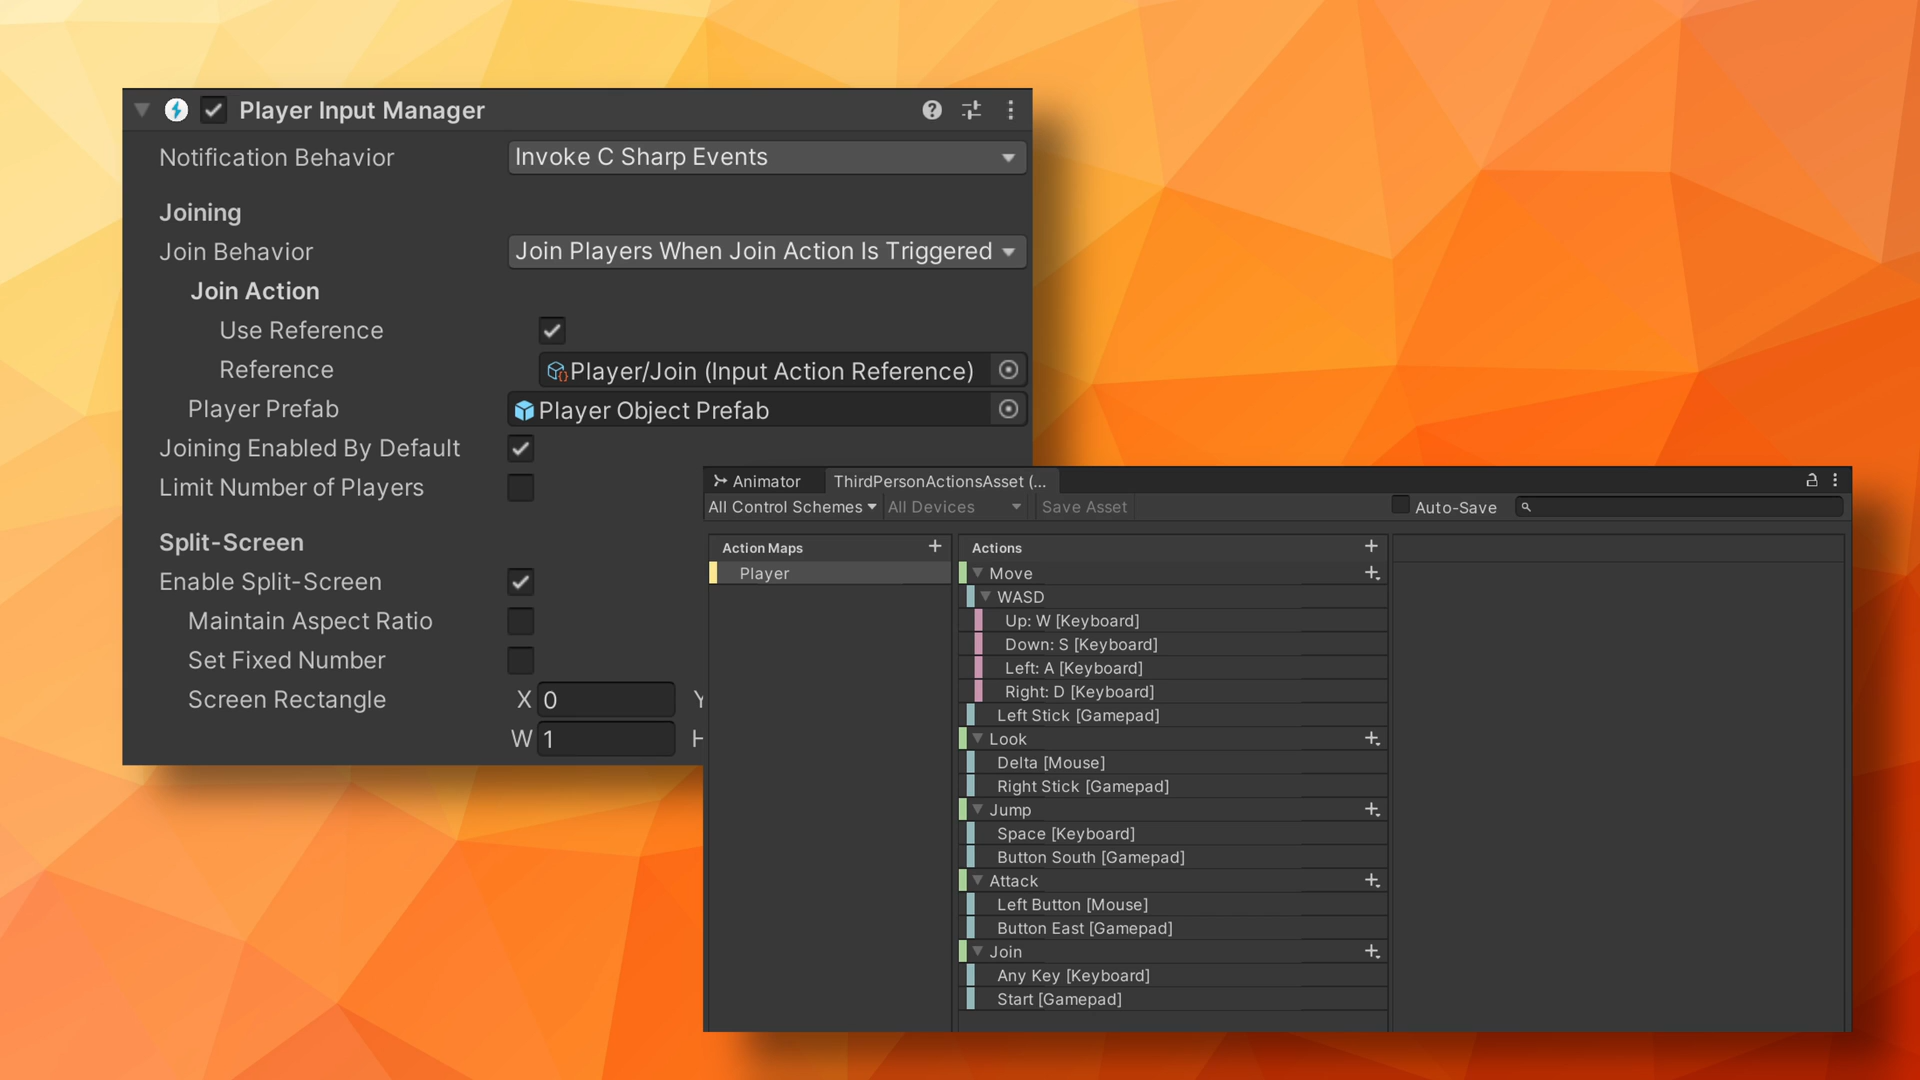 Player Input Manager
Notification Behavior Invoke C Sharp Events
Joining
Join Behavior Join Players When Join Action Is Triggered
Join Action
Use Reference
Reference Player/Join (Input Action Reference)
Player Prefab Player Object Prefab
Joining Enabled By Default
Limit Number of Players
Split-Screen
Enable Split-Screen
Maintain Aspect Ratio
Set Fixed Number
Screen Rectangle X 0 Y
W 1 H
Animator ThirdPersonActionsAsset (...
All Control Schemes All Devices Save Asset Auto-Save
Action Maps
Player
Actions
Move
WASD
Up: W [Keyboard]
Down: S [Keyboard]
Left: A [Keyboard]
Right: D [Keyboard]
Left Stick [Gamepad]
Look
Delta [Mouse]
Right Stick [Gamepad]
Jump
Space [Keyboard]
Button South [Gamepad]
Attack
Left Button [Mouse]
Button East [Gamepad]
Join
Any Key [Keyboard]
Start [Gamepad]